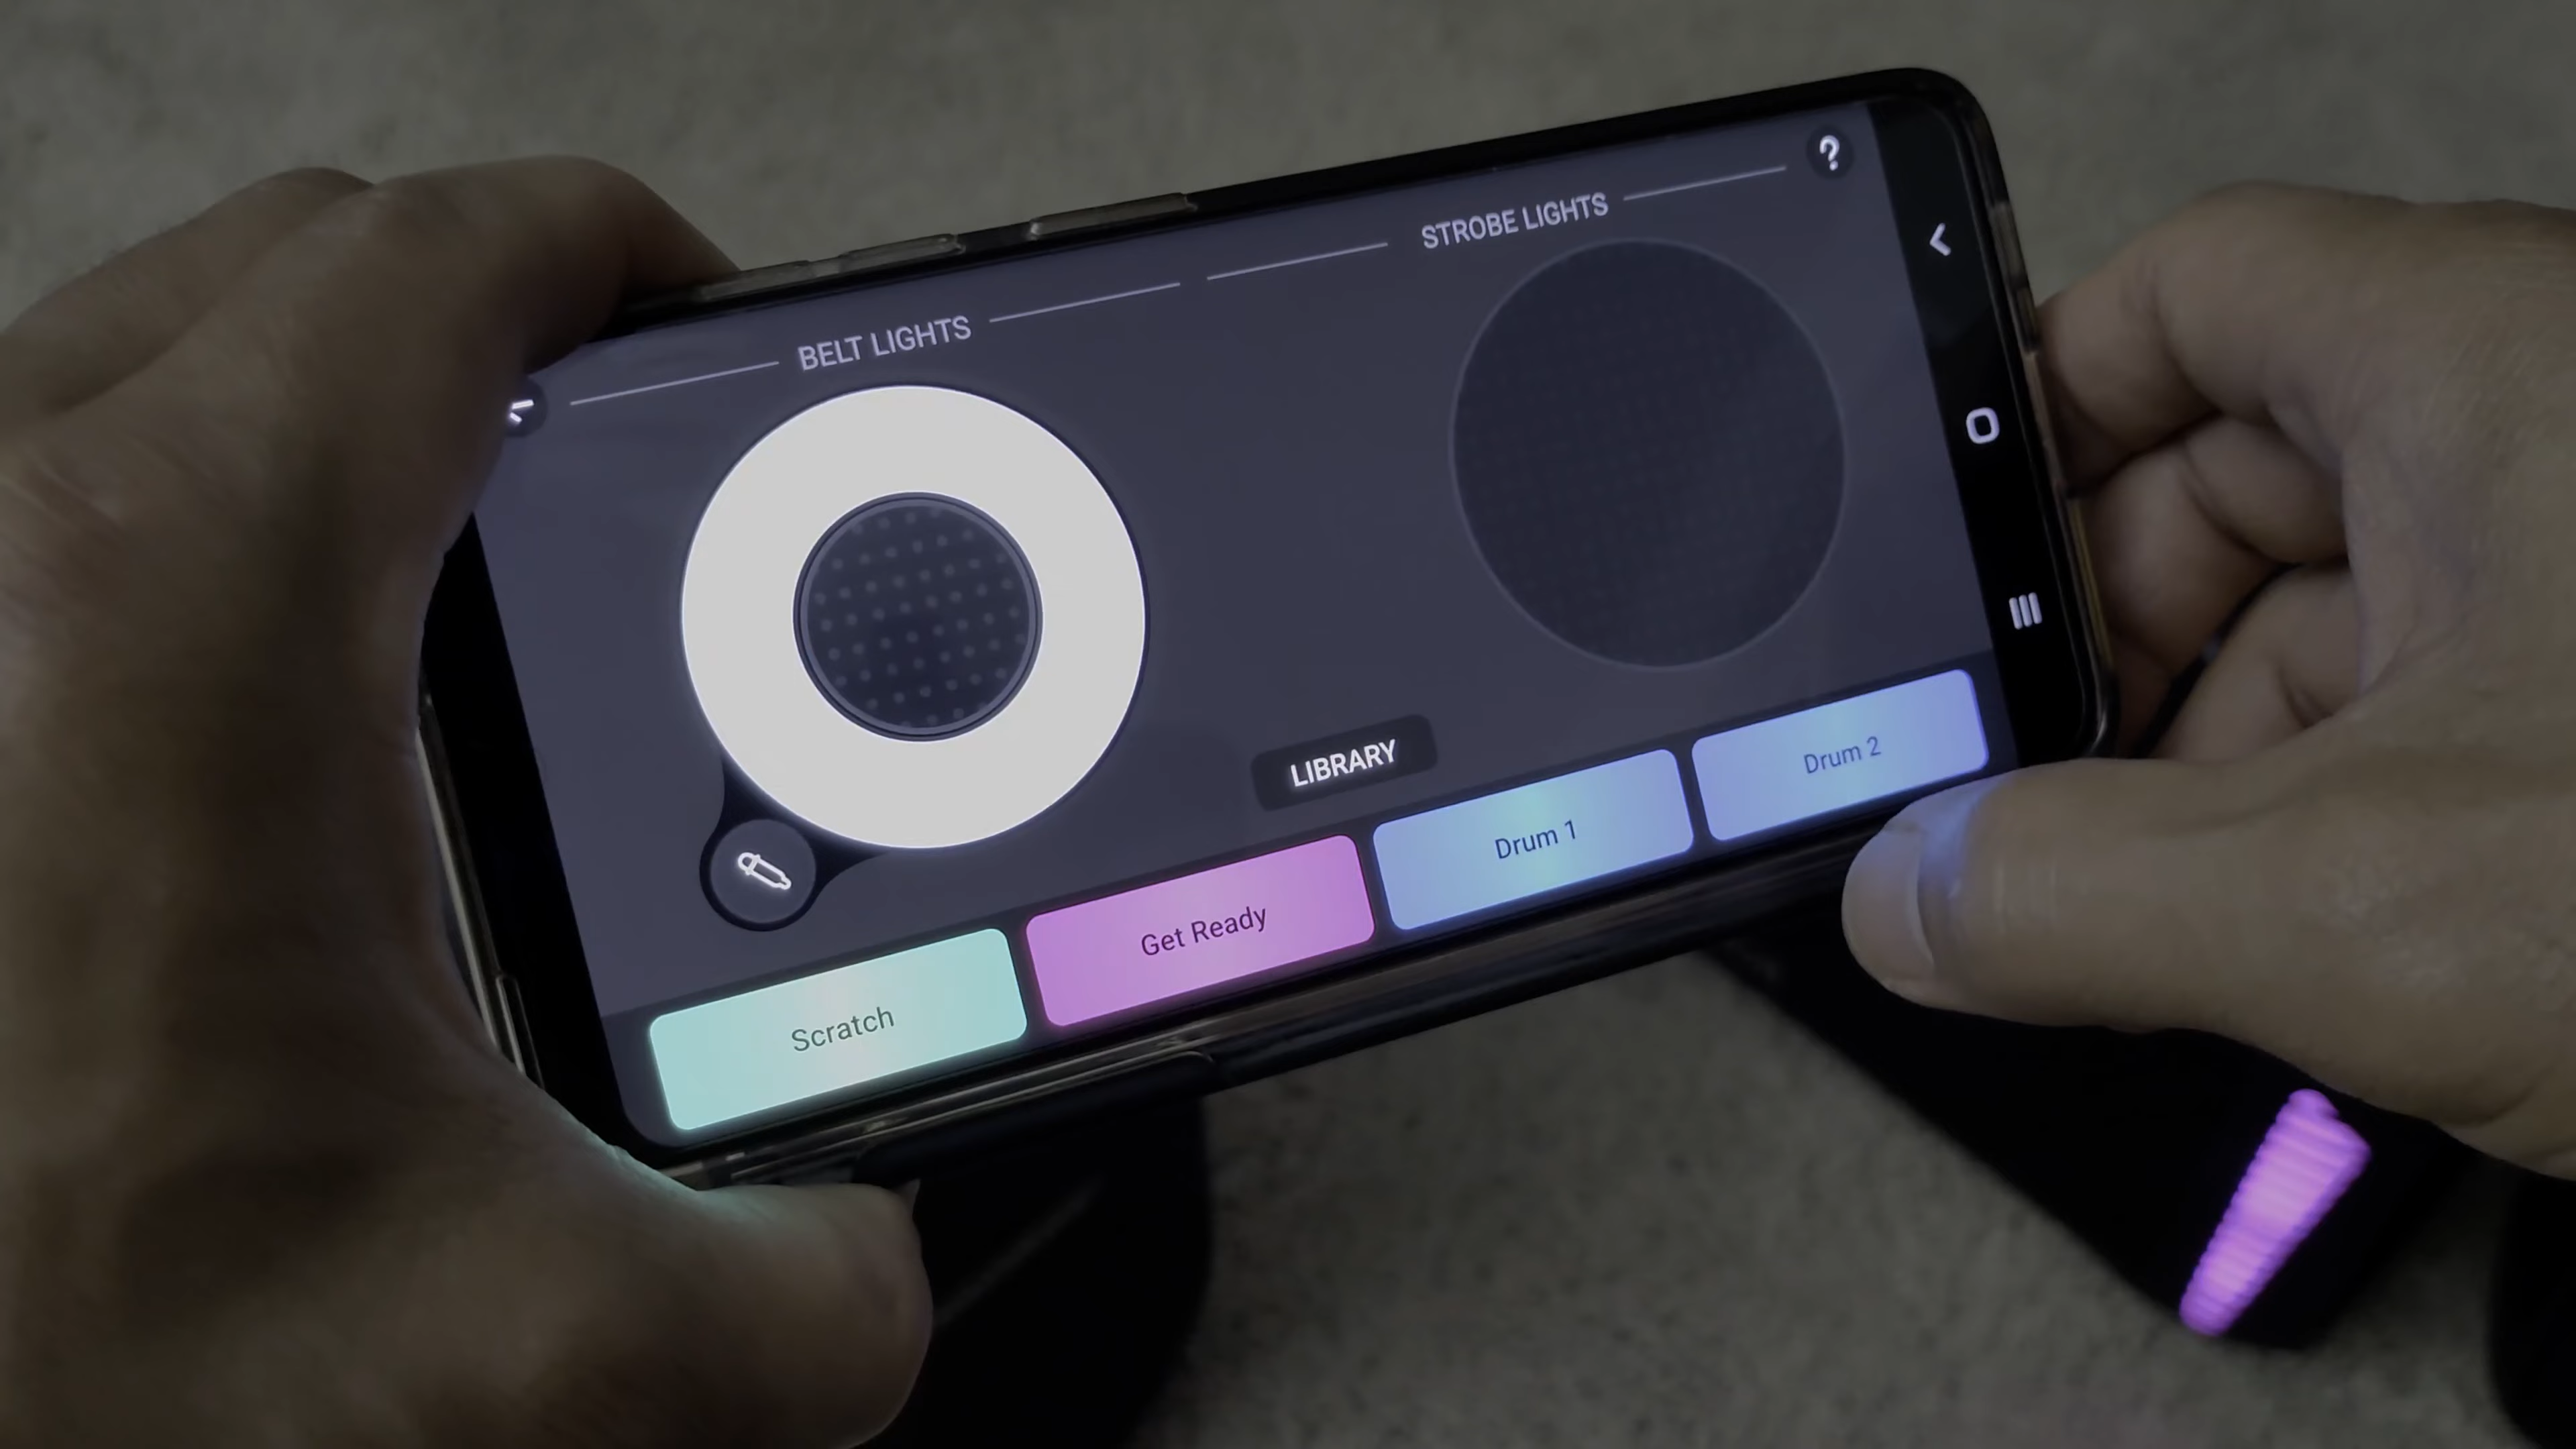 BELT LIGHTS
STROBE LIGHTS
?
LIBRARY
Scratch
Get Ready
Drum 1
Drum 2